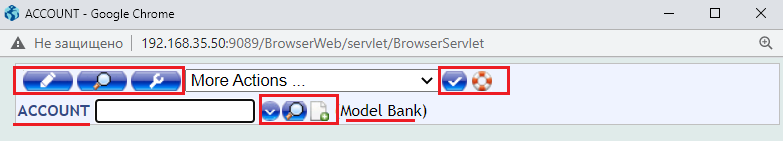 ACCOUNT - Google Chrome
Не защищено 192.168.35.50:9089/BrowserWeb/servlet/BrowserServlet
More Actions ...
ACCOUNT Model Bank)